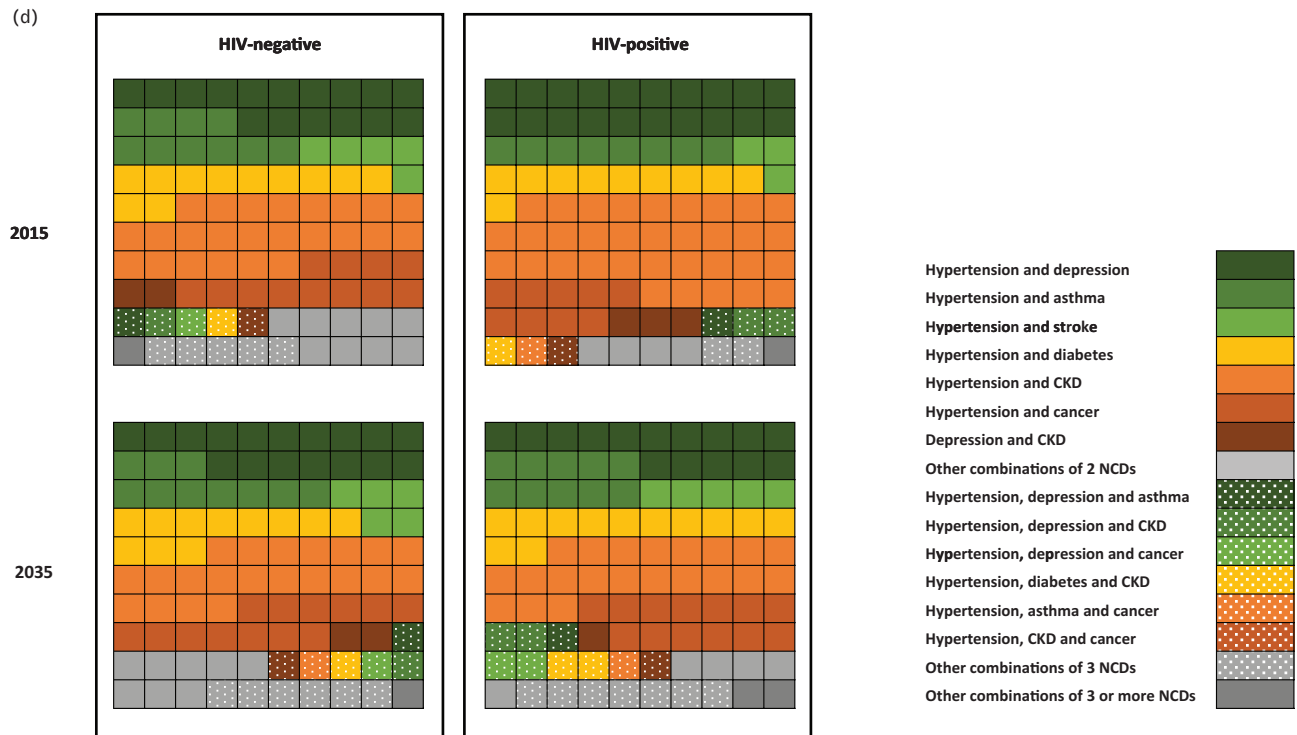 (d)
HIV-negative
HIV-positive
2015
2035
Hypertension and depression
Hypertension and asthma
Hypertension and stroke
Hypertension and diabetes
Hypertension and CKD
Hypertension and cancer
Depression and CKD
Other combinations of 2 NCDs
Hypertension, depression and asthma
Hypertension, depression and CKD
Hypertension, depression and cancer
Hypertension, diabetes and CKD
Hypertension, asthma and cancer
Hypertension, CKD and cancer
Other combinations of 3 NCDs
Other combinations of 3 or more NCDs